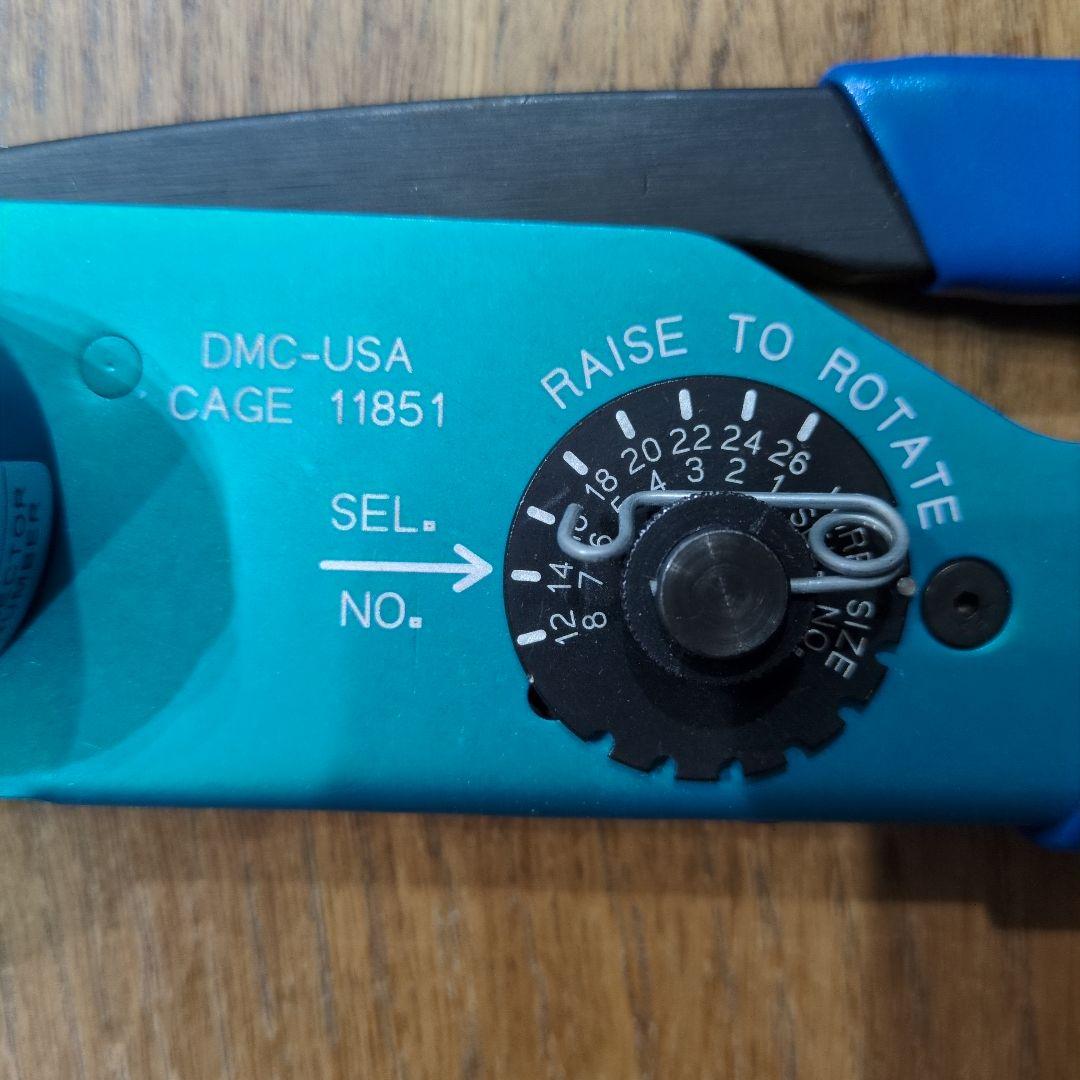 DMC-USA
CAGE 11851
RAISE TO ROTATE
SEL.
NO.
12 14 18 20 22 24 26
8 7 6 5 4 3 2 1
SIZE
NO.